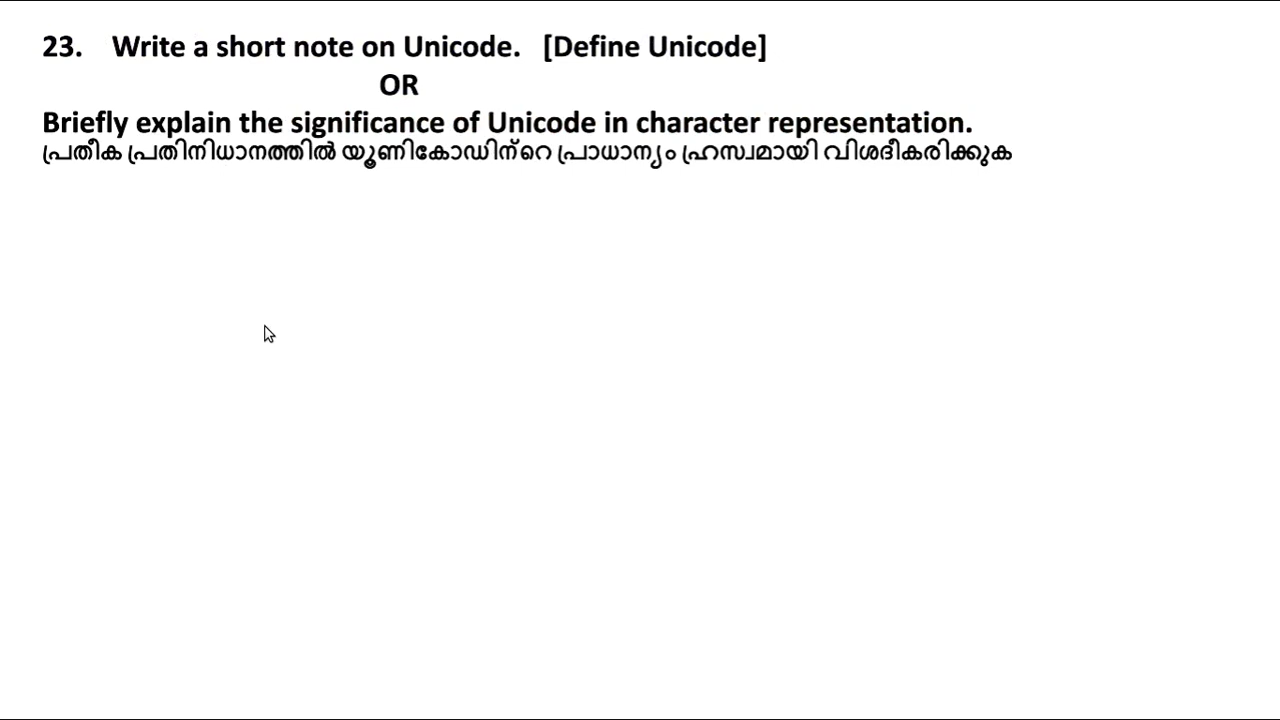 23. Write a short note on Unicode. [Define Unicode]
OR
Briefly explain the significance of Unicode in character representation.
പ്രതീക പ്രതിനിധാനത്തിൽ യൂണികോഡിന്റെ പ്രാധാന്യം ഹ്രസ്വമായി വിശദീകരിക്കുക